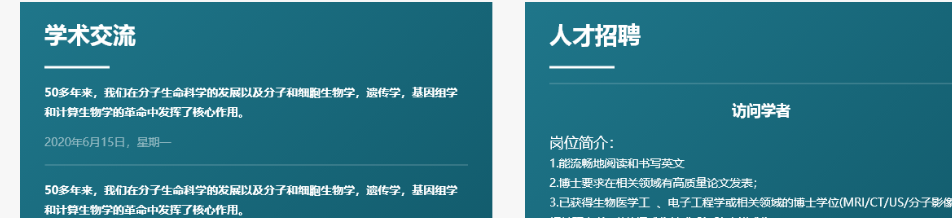 学术交流
50多年来，我们在分子生命科学的发展以及分子和细胞生物学，遗传学，基因组学
和计算生物学的革命中发挥了核心作用。
2020年6月15日，星期一
50多年来，我们在分子生命科学的发展以及分子和细胞生物学，遗传学，基因组学
和计算生物学的革命中发挥了核心作用。
人才招聘
访问学者
岗位简介：
1.能流畅地阅读和书写英文
2.博士要求在相关领域有高质量论文发表；
3.已获得生物医学工 、电子工程学或相关领域的博士学位(MRI/CT/US/分子影像